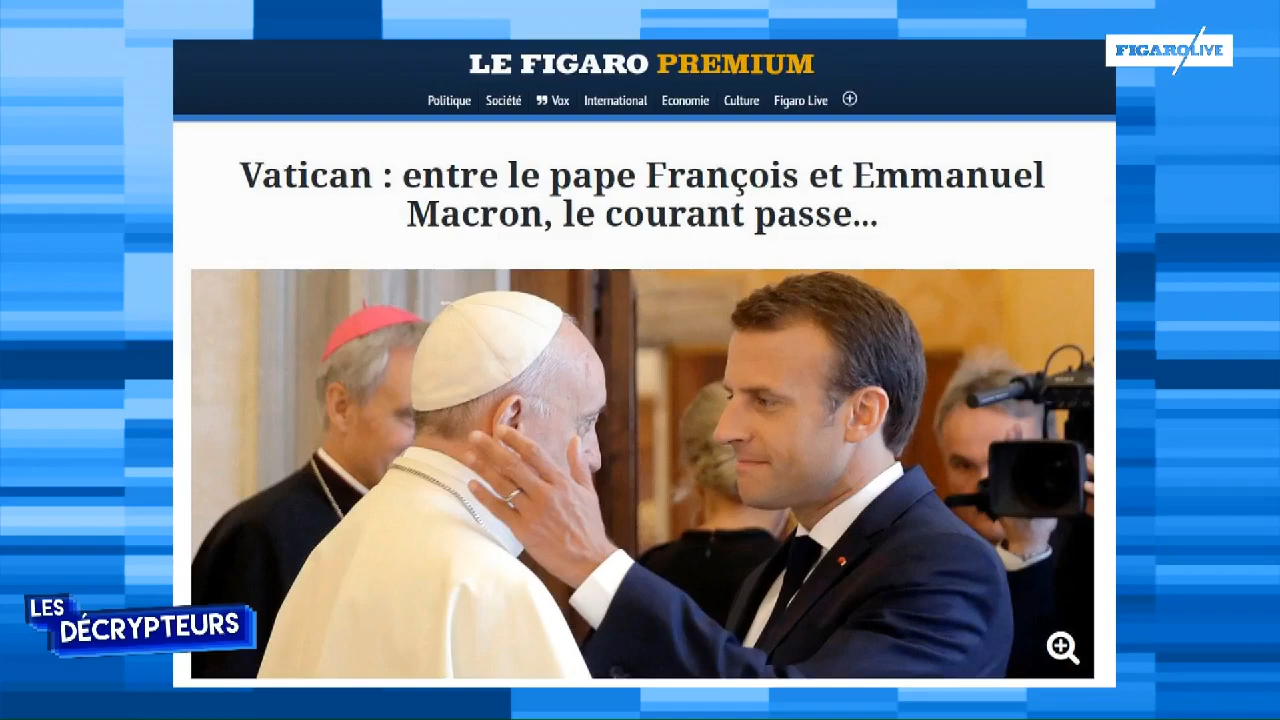 FIGAROLIVE
LE FIGARO PREMIUM
Politique Société Vox International Economie Culture Figaro Live
Vatican : entre le pape François et Emmanuel
Macron, le courant passe...
LES
DÉCRYPTEURS